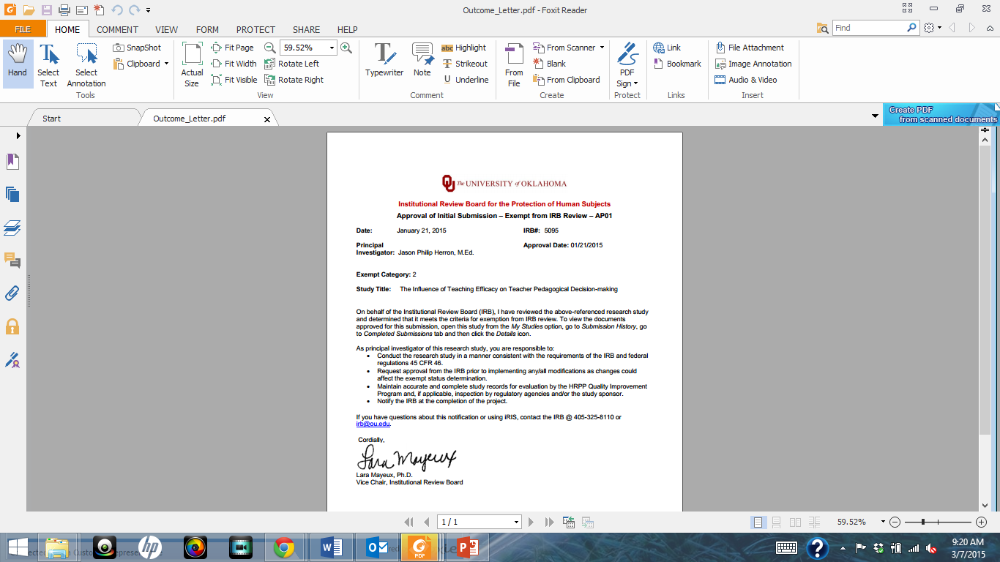 Outcome_Letter.pdf - Foxit Reader
FILE HOME COMMENT VIEW FORM PROTECT SHARE HELP Find
Hand
Select Text
Select Annotation
SnapShot
Clipboard
Tools
Actual Size
Fit Page
Fit Width
Fit Visible
59.52%
Rotate Left
Rotate Right
View
Typewriter
Note
abc Highlight
Strikeout
Underline
Comment
From File
From Scanner
Blank
From Clipboard
Create
PDF Sign
Protect
Link
Bookmark
Links
File Attachment
Image Annotation
Audio & Video
Insert
Start
Outcome_Letter.pdf
Create PDF
from scanned documents
OU The UNIVERSITY of OKLAHOMA
Institutional Review Board for the Protection of Human Subjects
Approval of Initial Submission – Exempt from IRB Review – AP01
Date: January 21, 2015 IRB#: 5095
Principal Approval Date: 01/21/2015
Investigator: Jason Philip Herron, M.Ed.
Exempt Category: 2
Study Title: The Influence of Teaching Efficacy on Teacher Pedagogical Decision-making
On behalf of the Institutional Review Board (IRB), I have reviewed the above-referenced research study
and determined that it meets the criteria for exemption from IRB review. To view the documents
approved for this submission, open this study from the My Studies option, go to Submission History, go
to Completed Submissions tab and then click the Details icon.
As principal investigator of this research study, you are responsible to:
• Conduct the research study in a manner consistent with the requirements of the IRB and federal
regulations 45 CFR 46.
• Request approval from the IRB prior to implementing any/all modifications as changes could
affect the exempt status determination.
• Maintain accurate and complete study records for evaluation by the HRPP Quality Improvement
Program and, if applicable, inspection by regulatory agencies and/or the study sponsor.
• Notify the IRB at the completion of the project.
If you have questions about this notification or using iRIS, contact the IRB @ 405-325-8110 or
irb@ou.edu.
Cordially,
Lara Mayeux
Lara Mayeux, Ph.D.
Vice Chair, Institutional Review Board
1 / 1
59.52%
hp
PDF
9:20 AM
3/7/2015